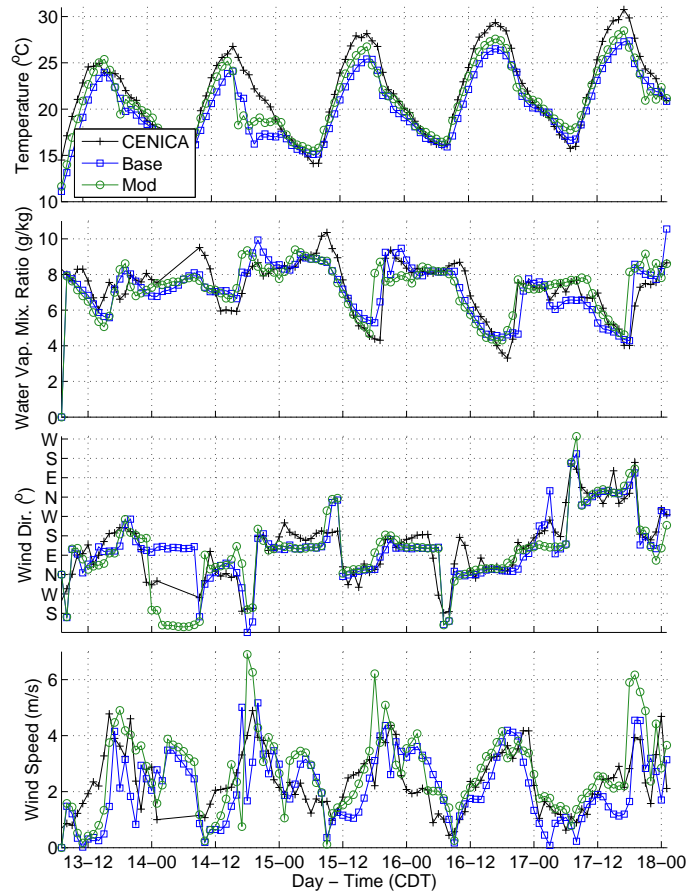 Temperature (⁰C)
30
25
20
15
10
CENICA
Base
Mod
Water Vap. Mix. Ratio (g/kg)
10
8
6
4
2
0
Wind Dir. (⁰)
W
S
E
N
W
S
E
N
W
S
Wind Speed (m/s)
6
4
2
0
13−12 14−00 14−12 15−00 15−12 16−00 16−12 17−00 17−12 18−00
Day − Time (CDT)